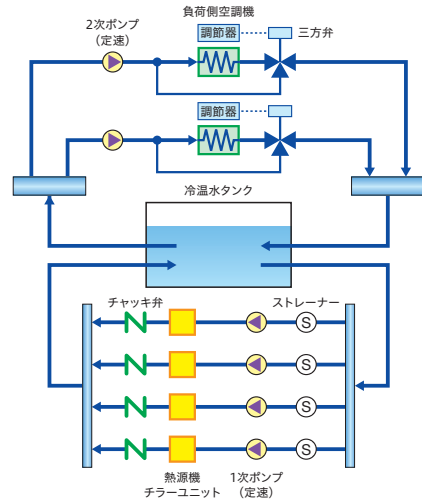 負荷側空調機
2次ポンプ
(定速)
調節器
三方弁
調節器
冷温水タンク
チャッキ弁
ストレーナー
S
S
S
S
熱源機
チラーユニット
1次ポンプ
(定速)